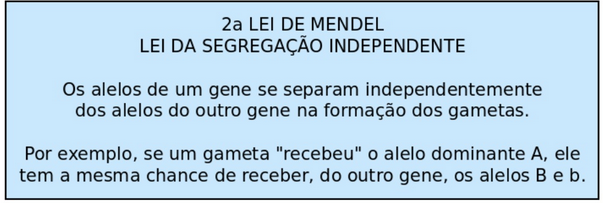 2a LEI DE MENDEL
LEI DA SEGREGAÇÃO INDEPENDENTE
Os alelos de um gene se separam independentemente
dos alelos do outro gene na formação dos gametas.
Por exemplo, se um gameta "recebeu" o alelo dominante A, ele
tem a mesma chance de receber, do outro gene, os alelos B e b.